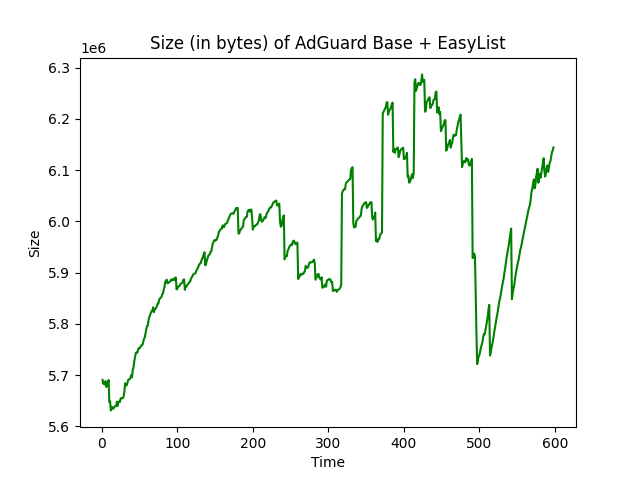 Size (in bytes) of AdGuard Base + EasyList
1e6
6.3
6.2
6.1
6.0
5.9
5.8
5.7
5.6
Size
0 100 200 300 400 500 600
Time